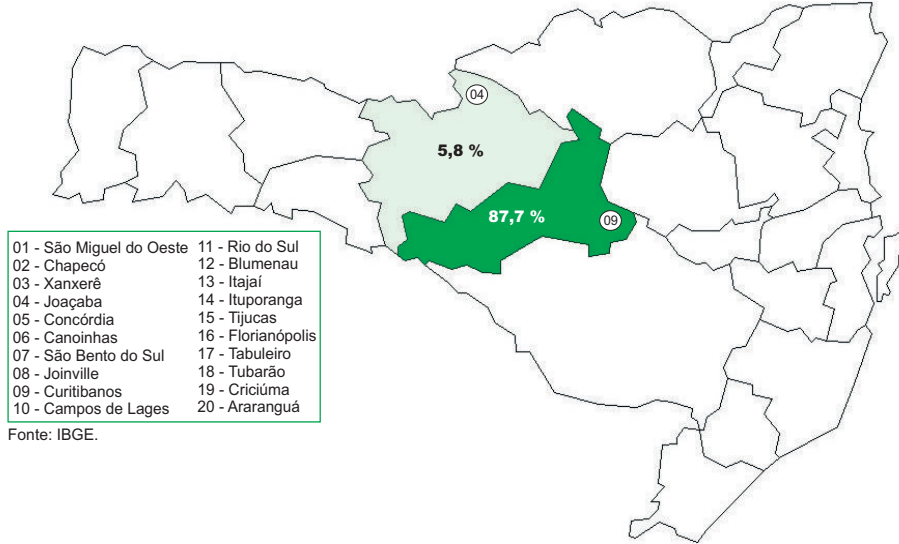 04
5,8 %
87,7 %
09
01 - São Miguel do Oeste
02 - Chapecó
03 - Xanxerê
04 - Joaçaba
05 - Concórdia
06 - Canoinhas
07 - São Bento do Sul
08 - Joinville
09 - Curitibanos
10 - Campos de Lages
11 - Rio do Sul
12 - Blumenau
13 - Itajaí
14 - Ituporanga
15 - Tijucas
16 - Florianópolis
17 - Tabuleiro
18 - Tubarão
19 - Criciúma
20 - Araranguá
Fonte: IBGE.